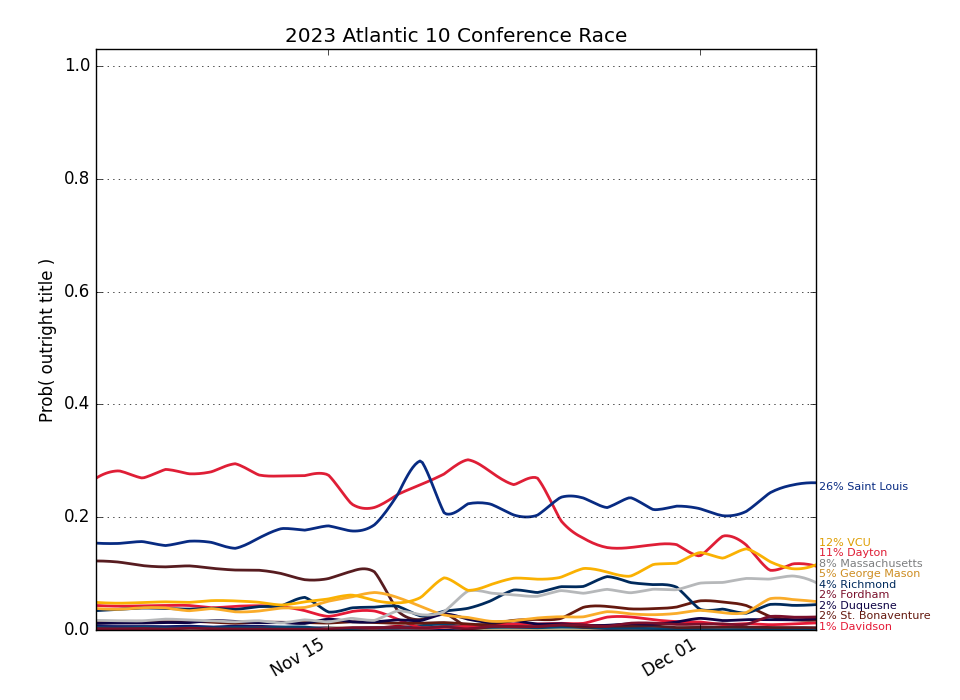 2023 Atlantic 10 Conference Race
Prob( outright title )
1.0
0.8
0.6
0.4
0.2
0.0
Nov 15
Dec 01
26% Saint Louis
12% VCU
11% Dayton
8% Massachusetts
5% George Mason
4% Richmond
2% Fordham
2% Duquesne
2% St. Bonaventure
1% Davidson